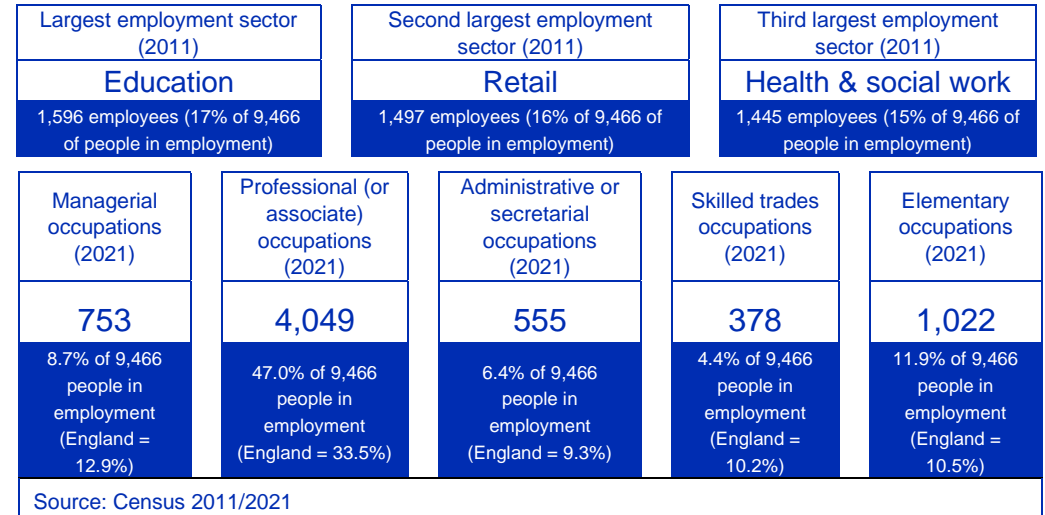 Largest employment sector
(2011)
Education
1,596 employees (17% of 9,466
of people in employment)
Second largest employment
sector (2011)
Retail
1,497 employees (16% of 9,466 of
people in employment)
Third largest employment
sector (2011)
Health & social work
1,445 employees (15% of 9,466 of
people in employment)
Managerial
occupations
(2021)
753
8.7% of 9,466
people in
employment
(England =
12.9%)
Professional (or
associate)
occupations
(2021)
4,049
47.0% of 9,466
people in
employment
(England = 33.5%)
Administrative or
secretarial
occupations
(2021)
555
6.4% of 9,466
people in
employment
(England = 9.3%)
Skilled trades
occupations
(2021)
378
4.4% of 9,466
people in
employment
(England =
10.2%)
Elementary
occupations
(2021)
1,022
11.9% of 9,466
people in
employment
(England =
10.5%)
Source: Census 2011/2021